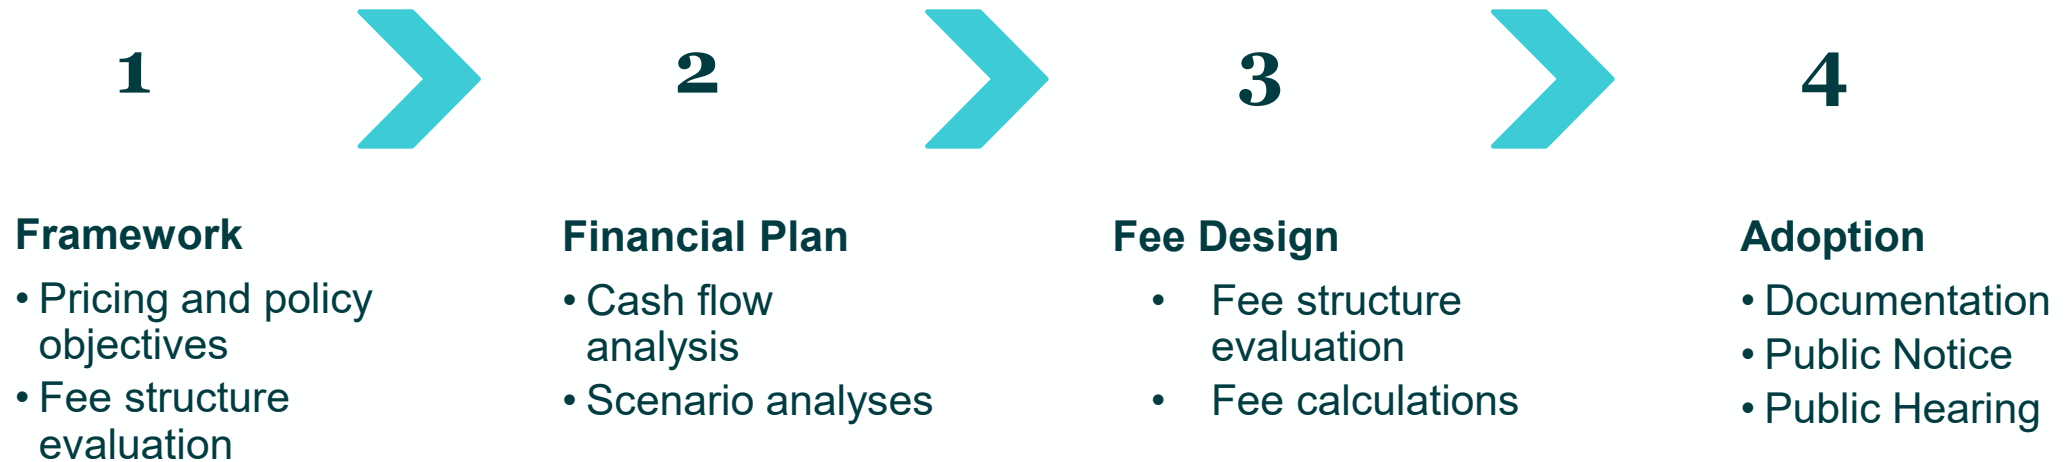 1
2
3
4
Framework
• Pricing and policy
objectives
• Fee structure
evaluation
Financial Plan
• Cash flow
analysis
• Scenario analyses
Fee Design
• Fee structure
evaluation
• Fee calculations
Adoption
• Documentation
• Public Notice
• Public Hearing